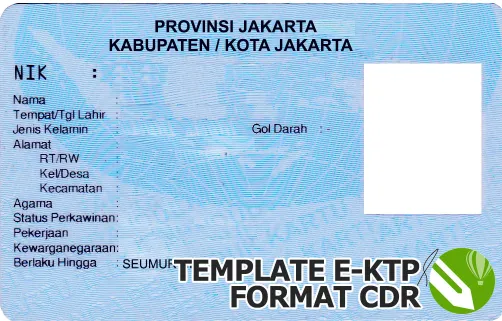 PROVINSI JAKARTA
KABUPATEN / KOTA JAKARTA
NIK :
Nama :
Tempat/Tgl Lahir :
Jenis Kelamin : Gol Darah : -
Alamat :
RT/RW :
Kel/Desa :
Kecamatan :
Agama :
Status Perkawinan:
Pekerjaan :
Kewarganegaraan:
Berlaku Hingga : SEUMUR
TEMPLATE E-KTP
FORMAT CDR